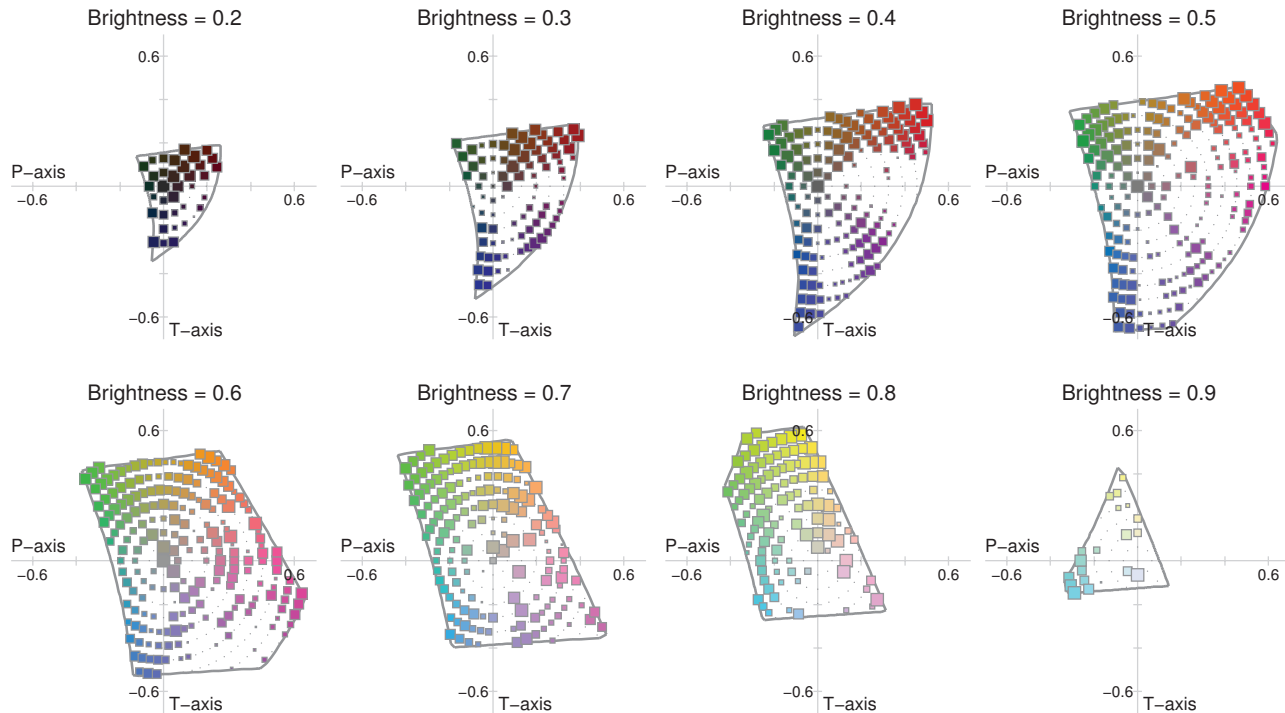 Brightness = 0.2
0.6
P−axis
−0.6
0.6
−0.6
T−axis
Brightness = 0.3
0.6
P−axis
−0.6
0.6
−0.6
T−axis
Brightness = 0.4
0.6
P−axis
−0.6
0.6
−0.6
T−axis
Brightness = 0.5
0.6
P−axis
−0.6
0.6
−0.6
T−axis
Brightness = 0.6
0.6
P−axis
−0.6
0.6
−0.6
T−axis
Brightness = 0.7
0.6
P−axis
−0.6
0.6
−0.6
T−axis
Brightness = 0.8
0.6
P−axis
−0.6
0.6
−0.6
T−axis
Brightness = 0.9
0.6
P−axis
−0.6
0.6
−0.6
T−axis